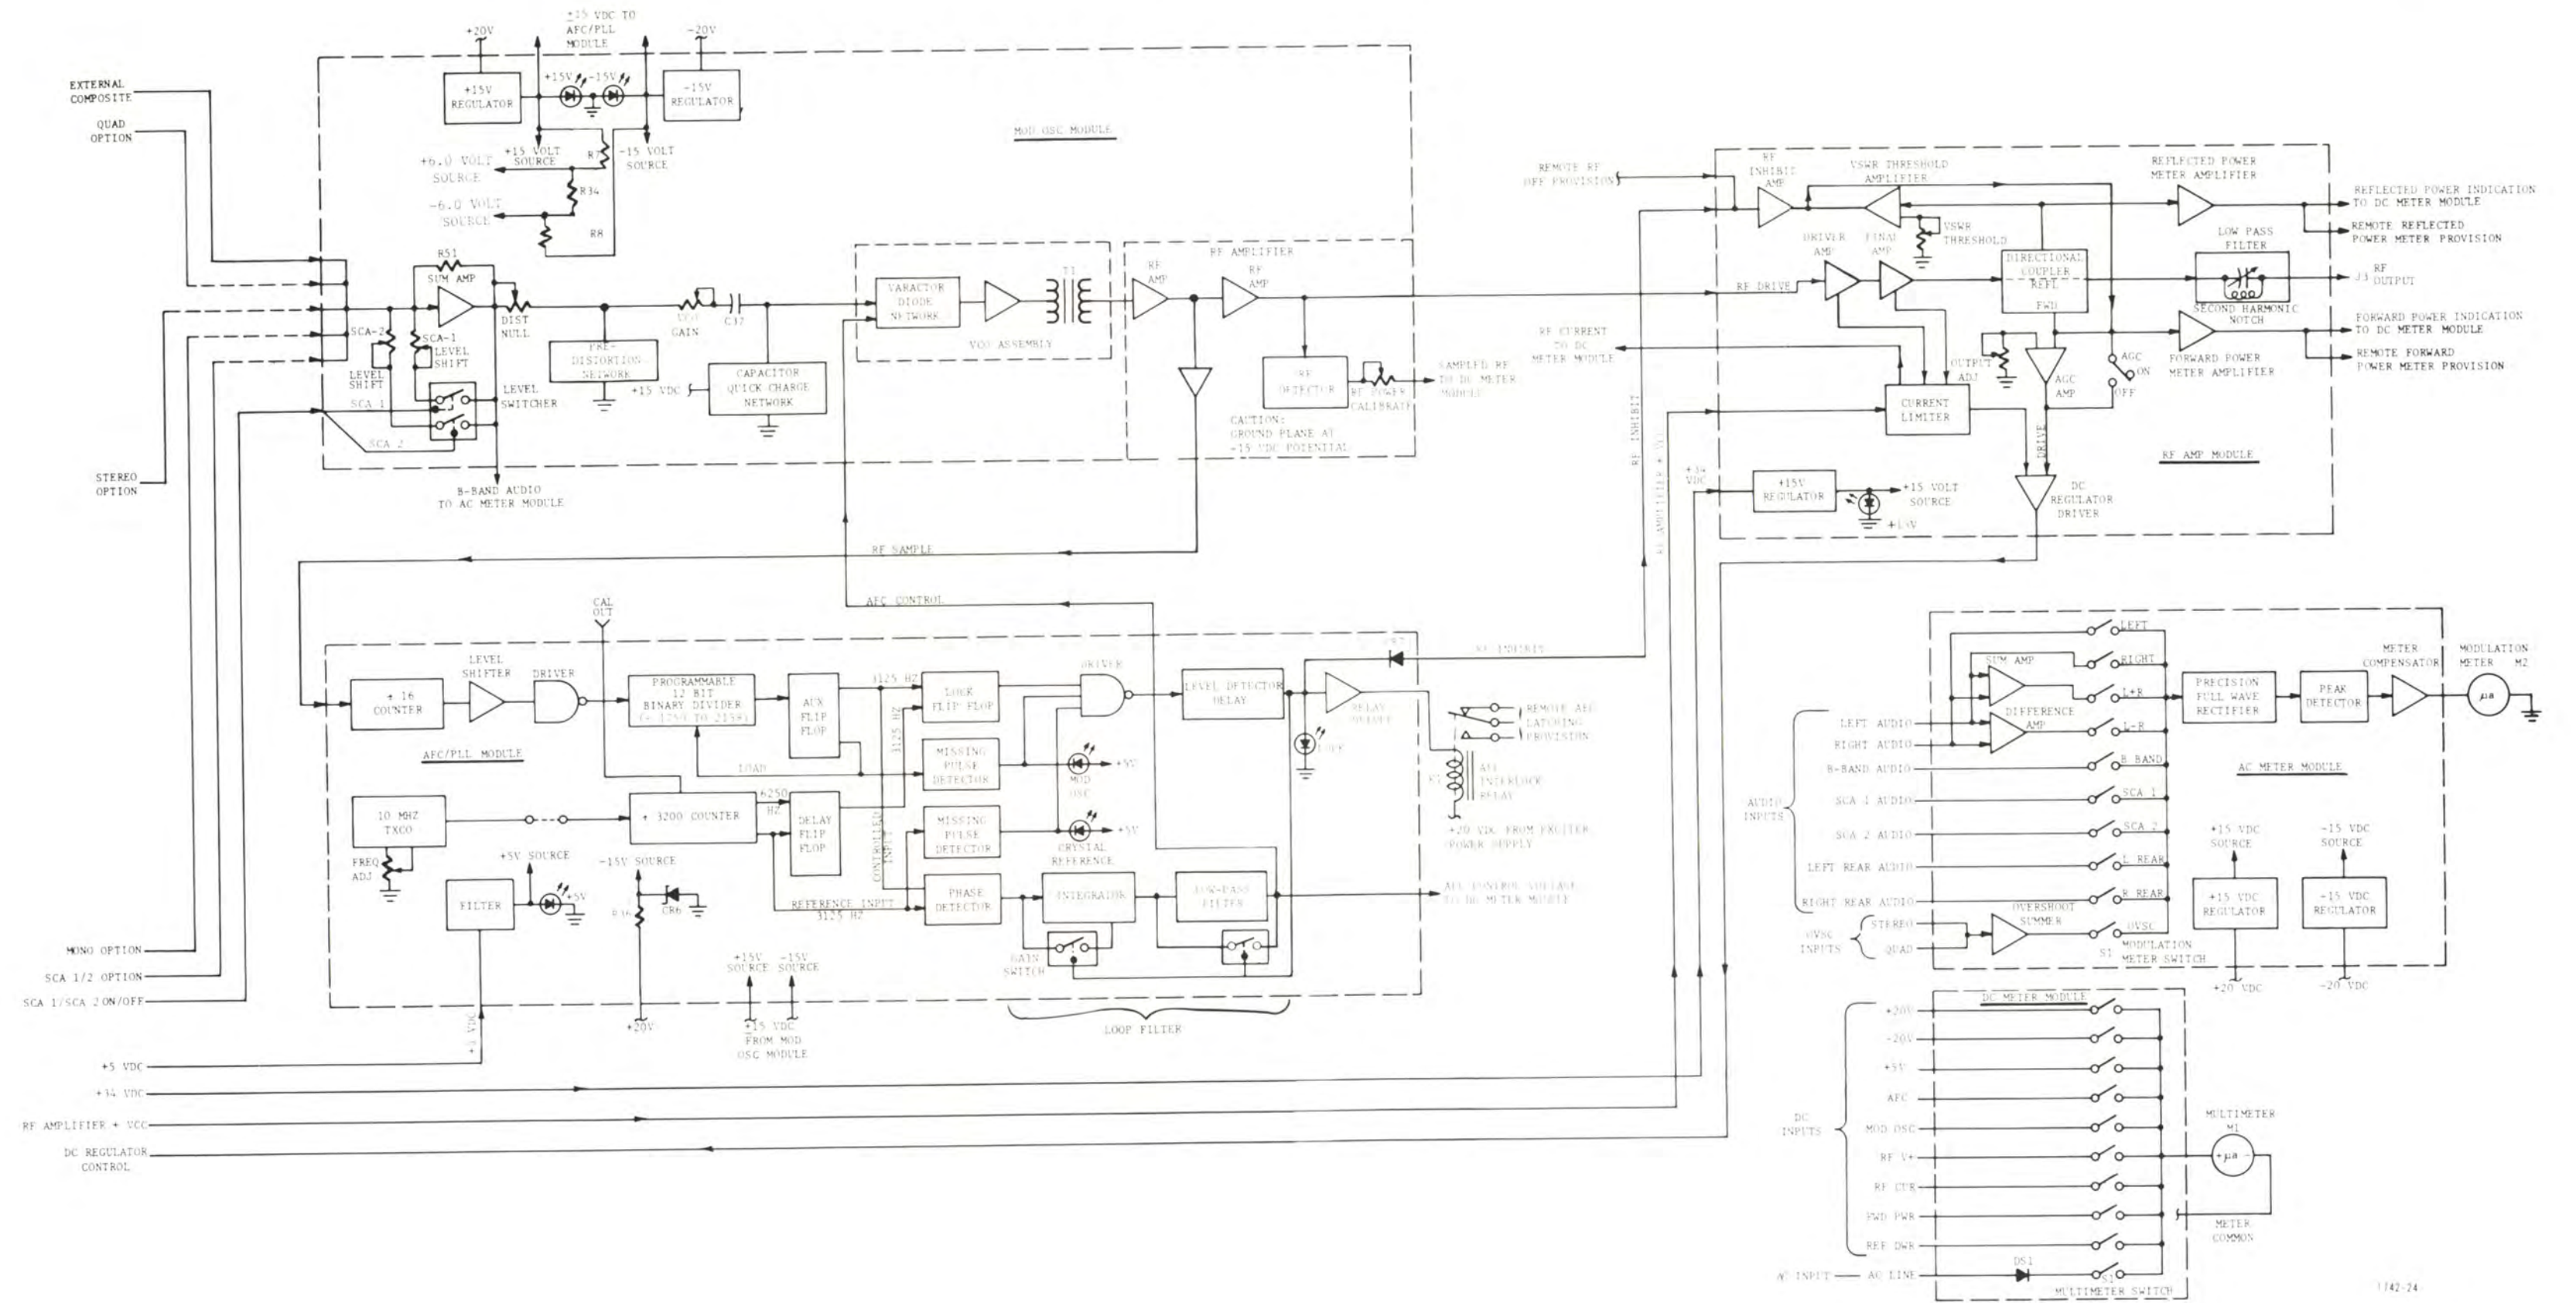 ±15 VDC TO
AFC/PLL
MODULE
+20V
-20V
EXTERNAL
COMPOSITE
QUAD
OPTION
+15V
REGULATOR
+15V
-15V
-15V
REGULATOR
MOD OSC MODULE
+15 VOLT
SOURCE
R7
-15 VOLT
SOURCE
+6.0 VOLT
SOURCE
R34
-6.0 VOLT
SOURCE
R8
R51
SUM AMP
DIST
NULL
SCA-2
LEVEL
SHIFT
SCA-1
LEVEL
SHIFT
LEVEL
SWITCHER
SCA 1
SCA 2
PRE-
DISTORTION
NETWORK
GAIN
C37
+15 VDC
CAPACITOR
QUICK-CHARGE
NETWORK
VARACTOR
DIODE
NETWORK
T1
VCO ASSEMBLY
RF AMPLIFIER
RF
AMP
RF
AMP
RF
DETECTOR
RF POWER
CALIBRATE
SAMPLED RF
TO DC METER
MODULE
CAUTION:
GROUND PLANE AT
-15 VDC POTENTIAL
STEREO
OPTION
B-BAND AUDIO
TO AC METER MODULE
RF SAMPLE
AFC CONTROL
REMOTE RF
OFF PROVISION
RF
INHIBIT
AMP
VSWR THRESHOLD
AMPLIFIER
REFLECTED POWER
METER AMPLIFIER
REFLECTED POWER INDICATION
TO DC METER MODULE
REMOTE REFLECTED
POWER METER PROVISION
VSWR
THRESHOLD
DRIVER
AMP
FINAL
AMP
DIRECTIONAL
COUPLER
REFL
FWD
LOW PASS
FILTER
SECOND HARMONIC
NOTCH
J3 RF
OUTPUT
RF DRIVE
RF CURRENT
TO DC
METER MODULE
OUTPUT
ADJ
AGC
AMP
AGC
ON
OFF
FORWARD POWER
METER AMPLIFIER
FORWARD POWER INDICATION
TO DC METER MODULE
REMOTE FORWARD
POWER METER PROVISION
CURRENT
LIMITER
DRIVE
RF AMP MODULE
RF INHIBIT
RF AMPLIFIER + VCC
+34
VDC
+15V
REGULATOR
+15 VOLT
SOURCE
+15V
DC
REGULATOR
DRIVER
CAL
OUT
÷ 16
COUNTER
LEVEL
SHIFTER
DRIVER
PROGRAMMABLE
12 BIT
BINARY DIVIDER
AUX
FLIP
FLOP
3125 HZ
3125 HZ
LOCK
FLIP FLOP
DRIVER
LEVEL DETECTOR
DELAY
RELAY
DRIVER
RF INHIBIT
REMOTE AFC
LATCHING
PROVISION
AFC/PLL MODULE
LOAD
MISSING
PULSE
DETECTOR
+5V
MOD
OSC
AFC
INTERLOCK
RELAY
10 MHZ
TXCO
FREQ
ADJ
÷ 3200 COUNTER
6250
HZ
DELAY
FLIP
FLOP
CONTROLLED
INPUT
MISSING
PULSE
DETECTOR
+5V
CRYSTAL
REFERENCE
+20 VDC FROM EXCITER
POWER SUPPLY
+5V SOURCE
FILTER
+5V
-15V SOURCE
R36
CR6
REFERENCE INPUT
3125 HZ
PHASE
DETECTOR
INTEGRATOR
LOW-PASS
FILTER
AFC CONTROL VOLTAGE
TO DC METER MODULE
GAIN
SWITCH
+15V
SOURCE
-15V
SOURCE
+20V
±15 VDC
FROM MOD
OSC MODULE
LOOP FILTER
MONO OPTION
SCA 1/2 OPTION
SCA 1/SCA 2 ON/OFF
+5 VDC
+5 VDC
+34 VDC
RF AMPLIFIER + VCC
DC REGULATOR
CONTROL
LEFT
RIGHT
SUM AMP
L+R
DIFFERENCE
AMP
L-R
LEFT AUDIO
RIGHT AUDIO
B-BAND AUDIO
B BAND
SCA 1 AUDIO
SCA 1
AUDIO
INPUTS
SCA 2 AUDIO
SCA 2
LEFT REAR AUDIO
L REAR
RIGHT REAR AUDIO
R REAR
OVERSHOOT
SUMMER
OVSC
INPUTS
STEREO
QUAD
OVSC
S1 MODULATION
METER SWITCH
PRECISION
FULL WAVE
RECTIFIER
PEAK
DETECTOR
METER
COMPENSATOR
MODULATION
METER M2
μa
AC METER MODULE
+15 VDC
SOURCE
-15 VDC
SOURCE
+15 VDC
REGULATOR
-15 VDC
REGULATOR
+20 VDC
-20 VDC
DC METER MODULE
+20V
-20V
+5V
AFC
DC
INPUTS
MOD OSC
RF V+
RF CUR
FWD PWR
REF DWR
AC INPUT
AC LINE
DS1
S1
MULTIMETER SWITCH
MULTIMETER
M1
+ μa -
METER
COMMON
1142-24